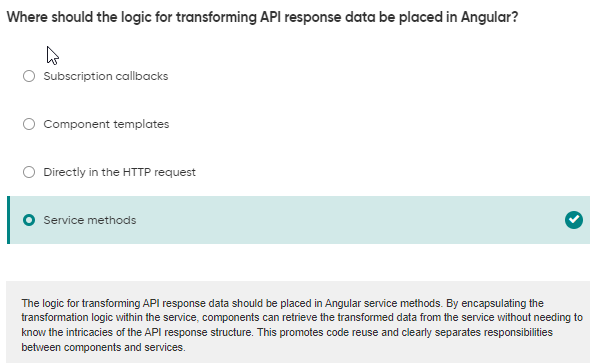 Where should the logic for transforming API response data be placed in Angular?
Subscription callbacks
Component templates
Directly in the HTTP request
Service methods
The logic for transforming API response data should be placed in Angular service methods. By encapsulating the
transformation logic within the service, components can retrieve the transformed data from the service without needing to
know the intricacies of the API response structure. This promotes code reuse and clearly separates responsibilities
between components and services.